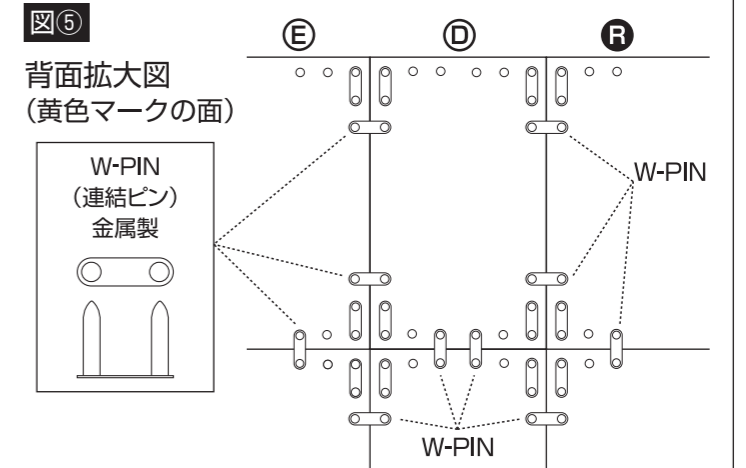 図⑤
背面拡大図
(黄色マークの面)
W-PIN
(連結ピン)
金属製
Ⓔ
Ⓓ
🅡
W-PIN
W-PIN